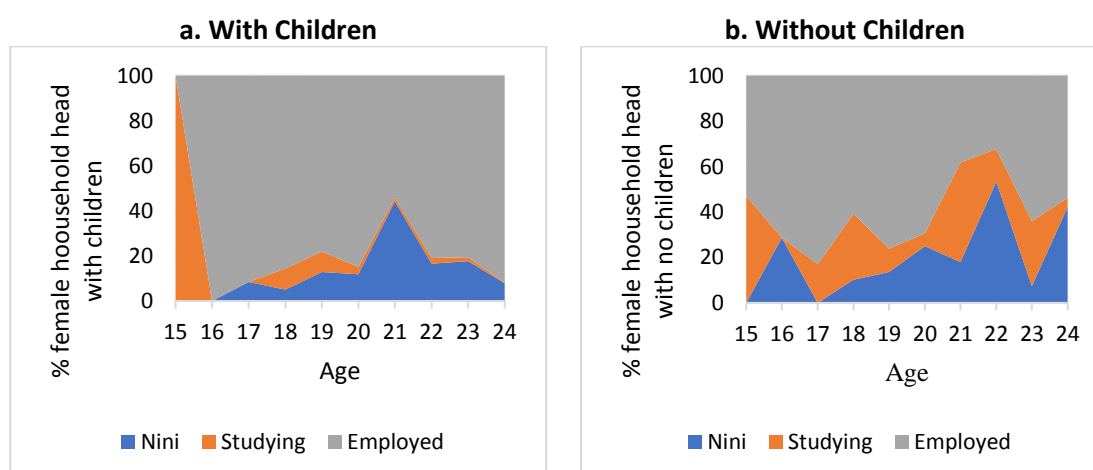 a. With Children
% female hoousehold head
with children
100
80
60
40
20
0
15 16 17 18 19 20 21 22 23 24
Age
Nini Studying Employed
b. Without Children
% female hoousehold head
with no children
100
80
60
40
20
0
15 16 17 18 19 20 21 22 23 24
Age
Nini Studying Employed